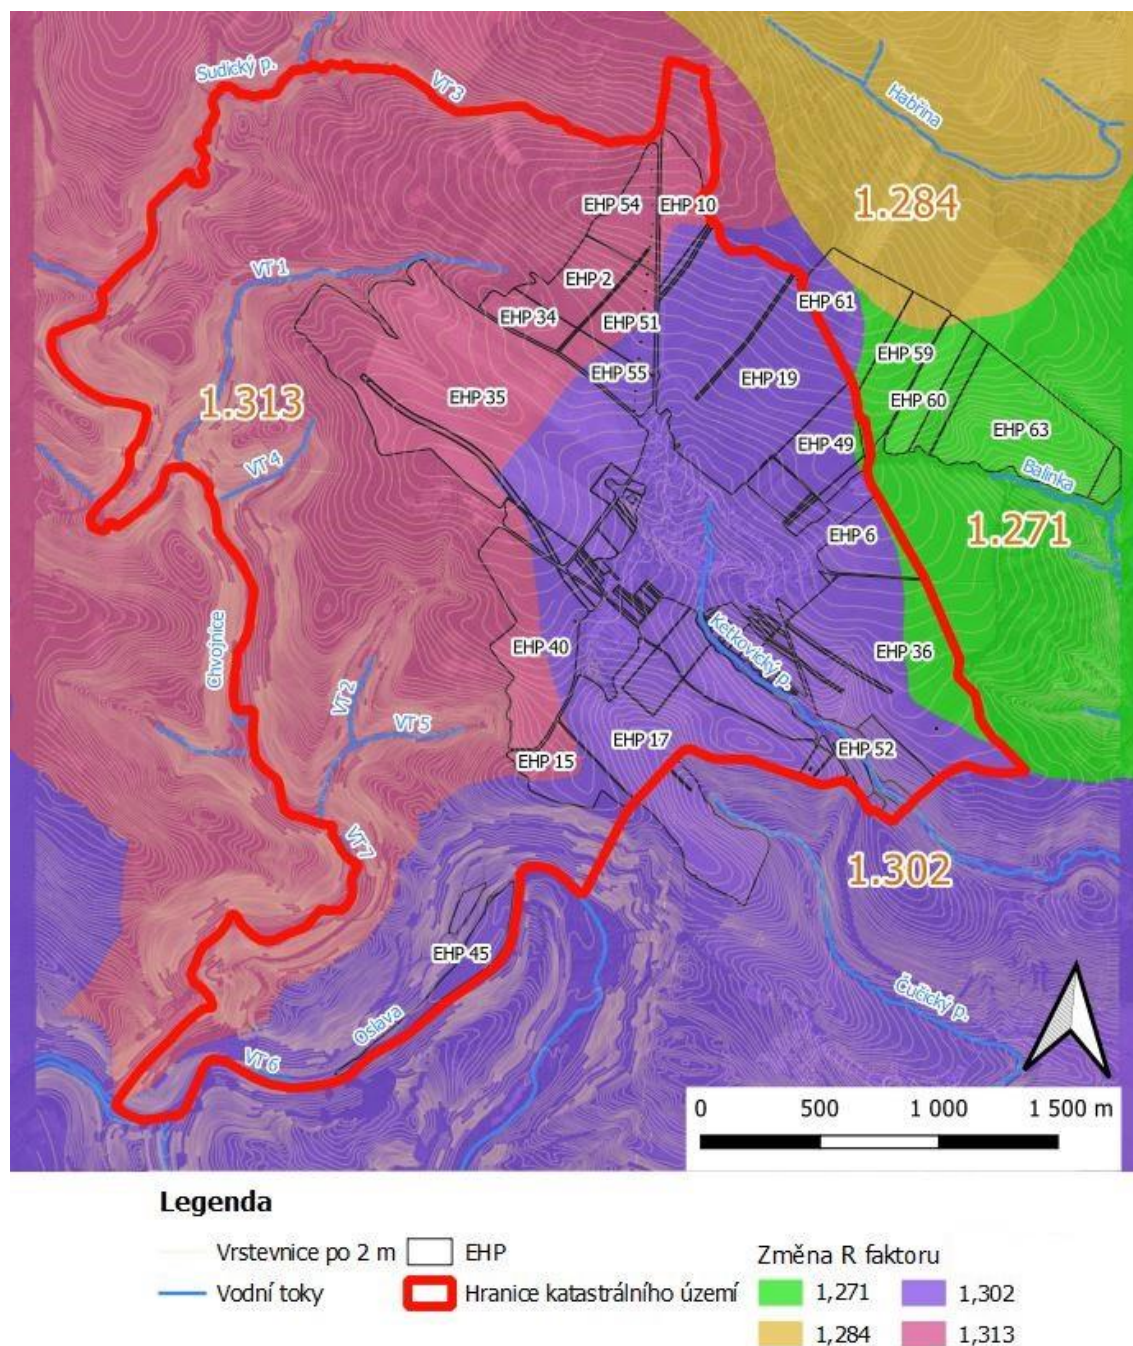 Sudický p.
VT 3
Habřina
1.284
EHP 54
EHP 10
VT 1
EHP 2
EHP 61
EHP 34
EHP 51
EHP 59
EHP 55
EHP 19
1.313
EHP 35
EHP 60
EHP 63
EHP 49
VT 4
Balinka
1.271
EHP 6
Chvojnice
EHP 40
Ketkovický p.
EHP 36
VT 2
VT 5
EHP 17
EHP 52
EHP 15
VT 7
1.302
EHP 45
Čučický p.
Oslava
VT 6
0 500 1 000 1 500 m
Legenda
Vrstevnice po 2 m
EHP
Vodní toky
Hranice katastrálního území
Změna R faktoru
1,271
1,302
1,284
1,313